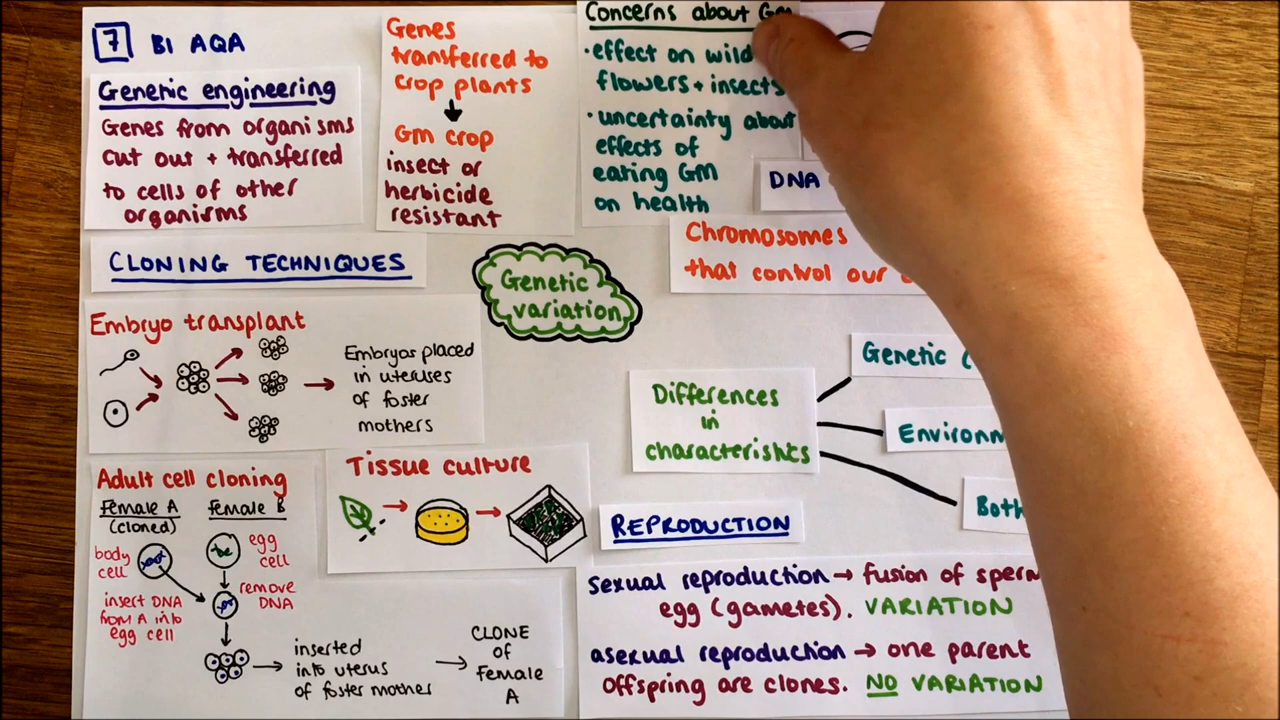 7 B1 AQA
Genetic engineering
Genes from organisms
cut out + transferred
to cells of other
organisms
Genes
transferred to
crop plants
GM crop
insect or
herbicide
resistant
Concerns about GM
• effect on wild
flowers + insects
• uncertainty about
effects of
eating GM
on health
DNA
Chromosomes
that control our
CLONING TECHNIQUES
Genetic
variation
Embryo transplant
Embryos placed
in uteruses
of foster
mothers
Differences
in
characteristics
Genetic
Both
Adult cell cloning
Female A
(cloned)
Female B
body
cell
egg
cell
remove
DNA
insert DNA
from A into
egg cell
inserted
into uterus
of foster mother
CLONE
of
Female
A
Tissue culture
REPRODUCTION
sexual reproduction → fusion of sperm
egg (gametes). VARIATION
asexual reproduction → one parent
Offspring are clones. NO VARIATION